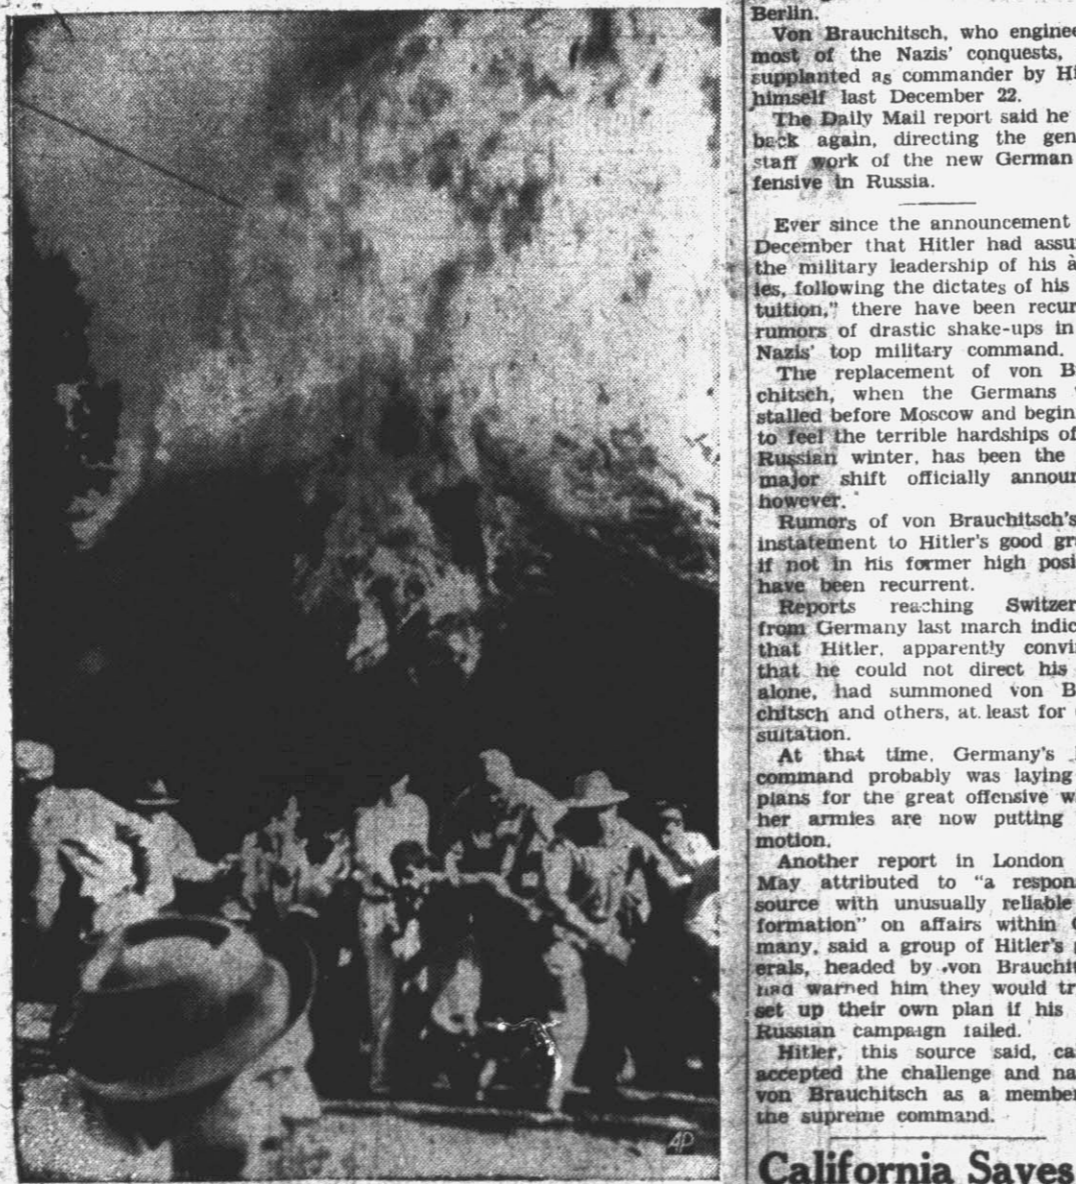 AP
Berlin.
Von Brauchitsch, who enginee
most of the Nazis' conquests,
supplanted as commander by Hi
himself last December 22.
The Daily Mail report said he
back again, directing the gen
staff work of the new German
fensive in Russia.
Ever since the announcement
December that Hitler had assu
the military leadership of his a
ies, following the dictates of his
tuition," there have been recur
rumors of drastic shake-ups in
Nazis' top military command.
The replacement of von B
chitsch, when the Germans
stalled before Moscow and begin
to feel the terrible hardships of
Russian winter, has been the
major shift officially annour
however.
Rumors of von Brauchitsch's
instatement to Hitler's good gr
if not in his former high posi
have been recurrent.
Reports reaching Switzer
from Germany last march indic
that Hitler, apparently convi
that he could not direct his
alone, had summoned von B
chitsch and others, at least for
suitation.
At that time, Germany's
command probably was laying
plans for the great offensive w
her armies are now putting
motion.
Another report in London
May attributed to "a respon
source with unusually reliable
formation" on affairs within
many, said a group of Hitler's
erals, headed by von Brauchit
had warned him they would tr
set up their own plan if his
Russian campaign failed.
Hitler, this source said, ca
accepted the challenge and na
von Brauchitsch as a member
the supreme command.
California Saves